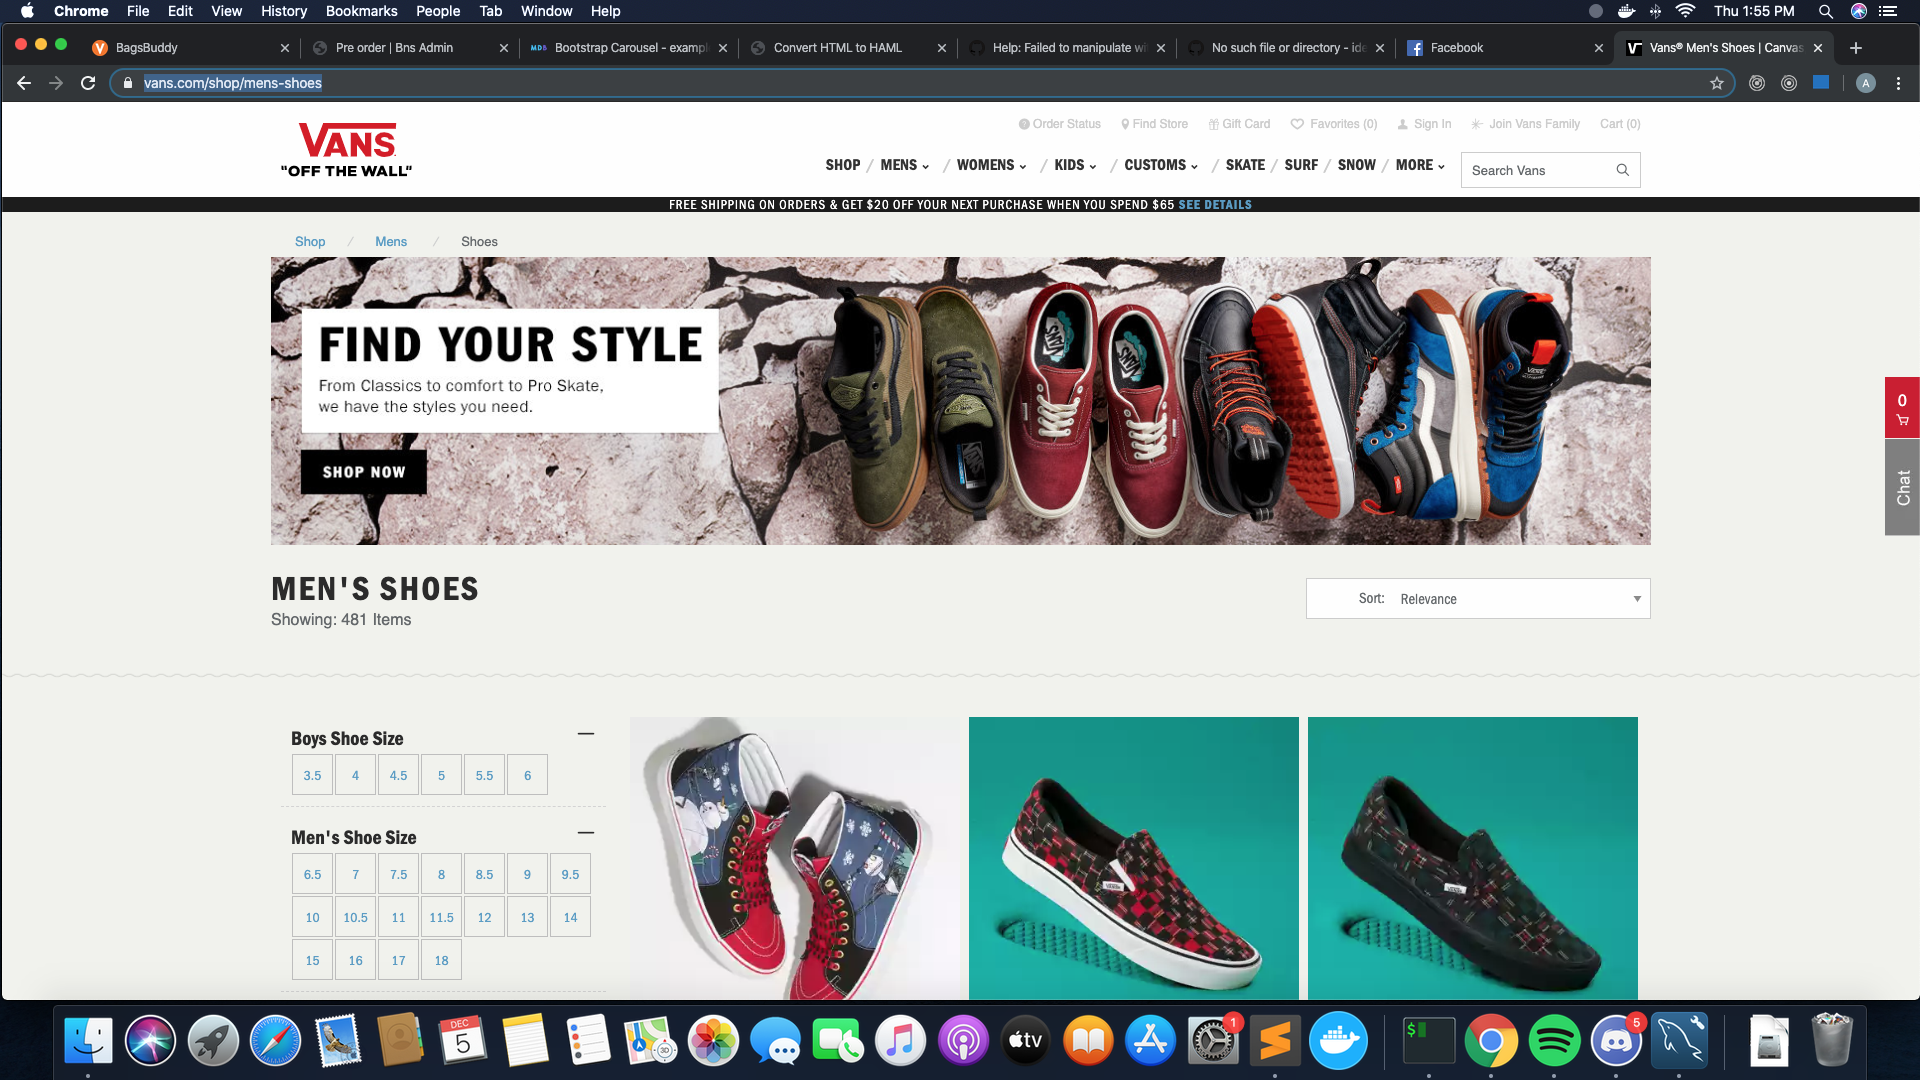 Chrome File Edit View History Bookmarks People Tab Window Help Thu 1:55 PM
BagsBuddy Pre order | Bns Admin MDB Bootstrap Carousel - exampl Convert HTML to HAML Help: Failed to manipulate wi No such file or directory - ide Facebook Vans® Men's Shoes | Canvas
vans.com/shop/mens-shoes A
Order Status Find Store Gift Card Favorites (0) Sign In Join Vans Family Cart (0)
VANS
"OFF THE WALL"
SHOP / MENS / WOMENS / KIDS / CUSTOMS / SKATE / SURF / SNOW / MORE Search Vans
FREE SHIPPING ON ORDERS & GET $20 OFF YOUR NEXT PURCHASE WHEN YOU SPEND $65 SEE DETAILS
Shop / Mens / Shoes
FIND YOUR STYLE
From Classics to comfort to Pro Skate,
we have the styles you need.
SHOP NOW
0
Chat
MEN'S SHOES
Showing: 481 Items
Sort: Relevance
Boys Shoe Size
3.5 4 4.5 5 5.5 6
Men's Shoe Size
6.5 7 7.5 8 8.5 9 9.5
10 10.5 11 11.5 12 13 14
15 16 17 18
DEC
5
3D
tv
1
$
5